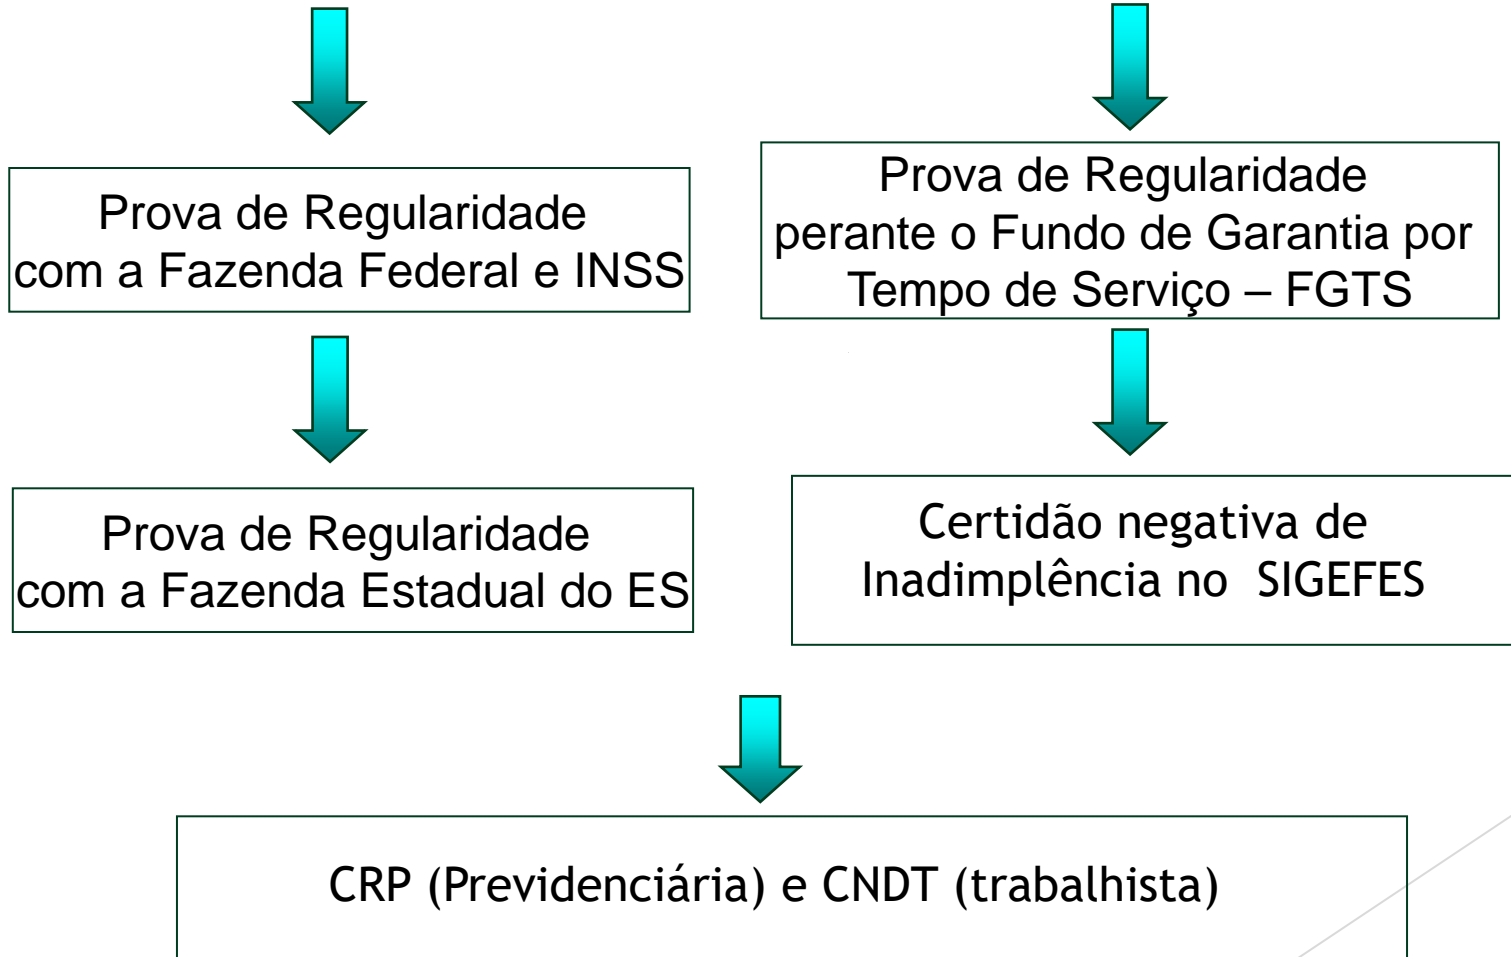 Prova de Regularidade
com a Fazenda Federal e INSS
Prova de Regularidade
perante o Fundo de Garantia por
Tempo de Serviço – FGTS
Prova de Regularidade
com a Fazenda Estadual do ES
Certidão negativa de
Inadimplência no  SIGEFES
CRP (Previdenciária) e CNDT (trabalhista)